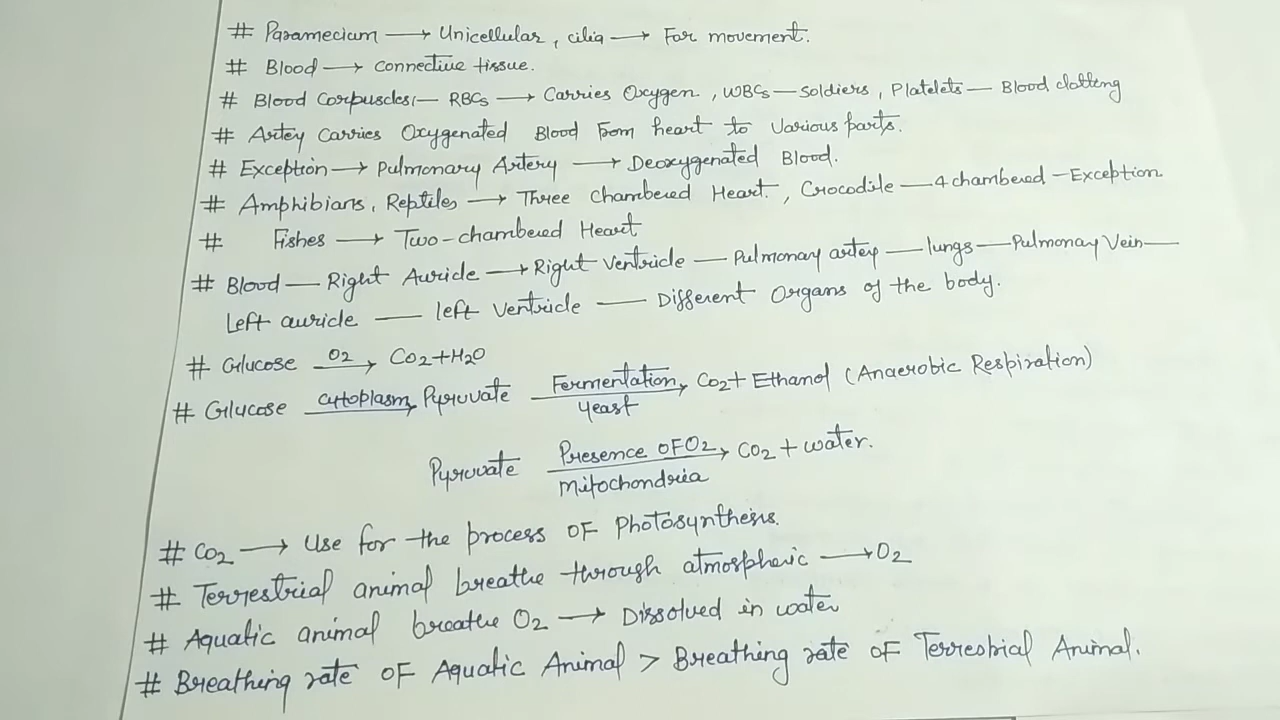 # Paramecium → Unicellular, cilia → For movement.
# Blood → Connective tissue.
# Blood Corpuscles:— RBCs → Carries Oxygen, WBCs — Soldiers, Platelets — Blood clotting
# Artey Carries Oxygenated Blood From heart to Various parts.
# Exception → Pulmonary Artery → Deoxygenated Blood.
# Amphibians, Reptiles → Three Chambered Heart., Crocodile — 4 chambered — Exception
# Fishes → Two-chambered Heart
# Blood — Right Auricle → Right Ventricle — Pulmonay artey — lungs — Pulmonay Vein —
Left auricle — left Ventricle — Different Organs of the body.
# Glucose O2 → CO2+H2O
# Glucose Cytoplasm → Pyruvate Fermentation Yeast → CO2+ Ethanol (Anaerobic Respiration)
Pyruvate Presence OF O2 Mitochondria → CO2 + water.
# CO2 → Use for the process OF Photosynthesis.
# Terrestrial animal breathe through atmospheric → O2
# Aquatic animal breathe O2 → Dissolved in water
# Breathing rate OF Aquatic Animal > Breathing rate OF Terrestrial Animal.